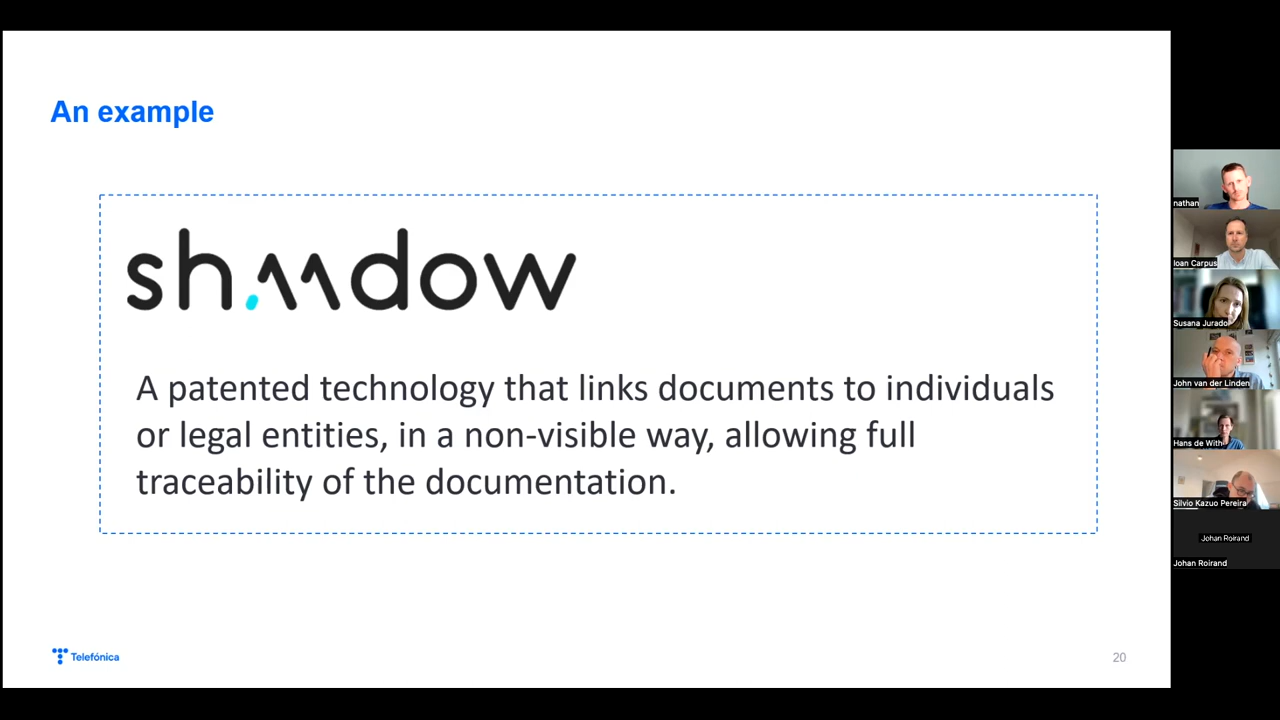 An example
shaadow
A patented technology that links documents to individuals
or legal entities, in a non-visible way, allowing full
traceability of the documentation.
Telefónica
20
nathan
Ioan Carpus
Susana Jurado
John van der Linden
Hans de With
Silvio Kazuo Pereira
Johan Roirand
Johan Roirand